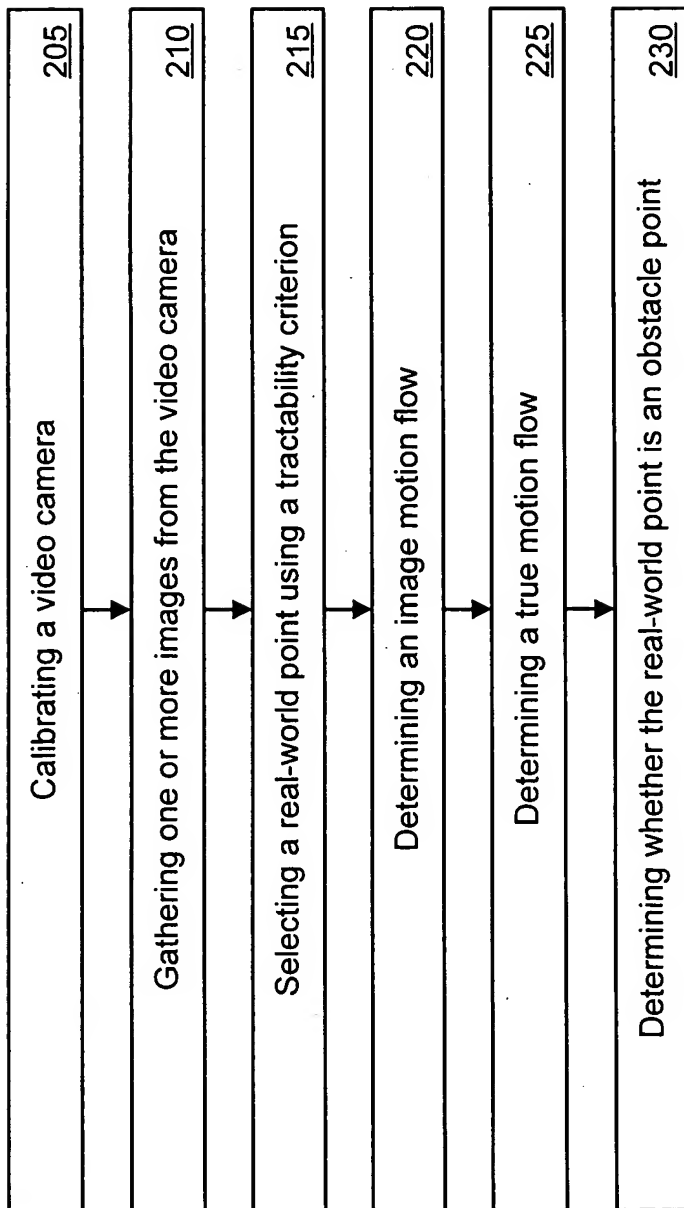 Calibrating a video camera 205
Gathering one or more images from the video camera 210
Selecting a real-world point using a tractability criterion 215
Determining an image motion flow 220
Determining a true motion flow 225
Determining whether the real-world point is an obstacle point 230